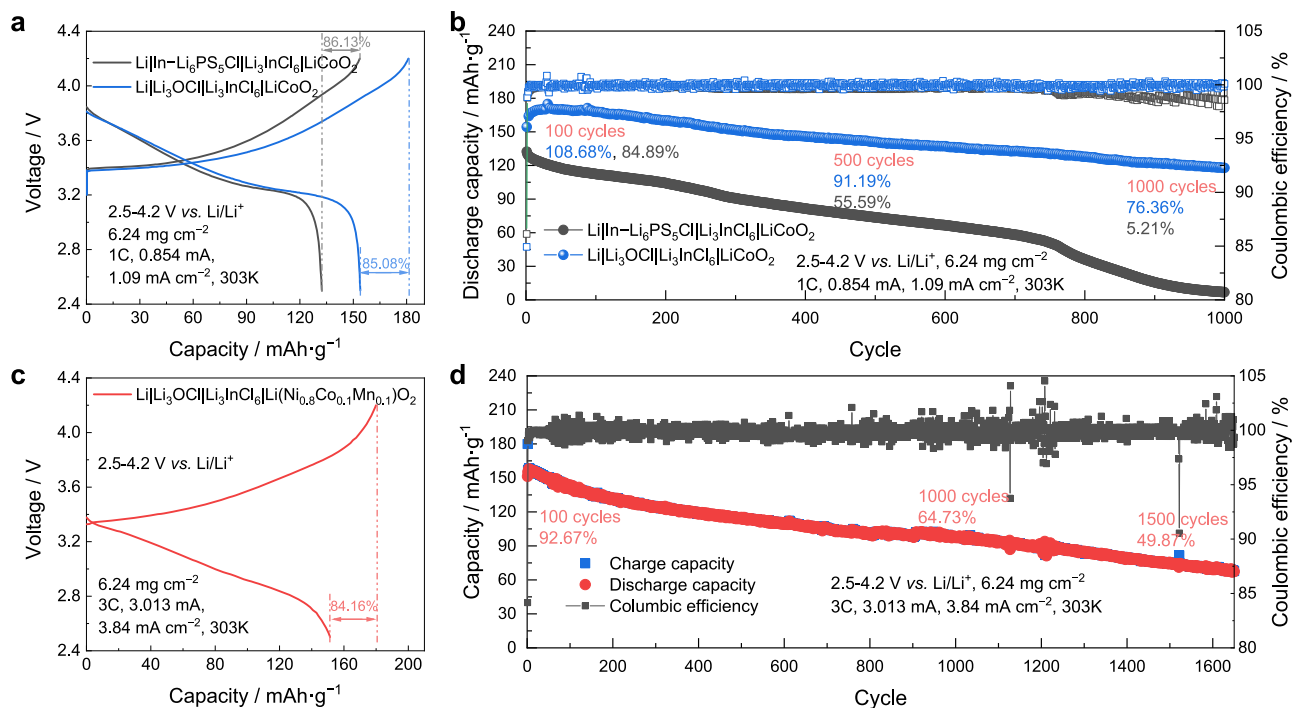 a
4.4
4.0
3.6
3.2
2.8
2.4
Voltage / V
86.13%
Li|In−Li₆PS₅Cl|Li₃InCl₆|LiCoO₂
Li|Li₃OCl|Li₃InCl₆|LiCoO₂
2.5-4.2 V vs. Li/Li⁺
6.24 mg cm⁻²
1C, 0.854 mA,
1.09 mA cm⁻², 303K
85.08%
0 30 60 90 120 150 180
Capacity / mAh·g⁻¹
b
240
210
180
150
120
90
60
30
0
Discharge capacity / mAh·g⁻¹
100 cycles
108.68%, 84.89%
500 cycles
91.19%
55.59%
1000 cycles
76.36%
5.21%
Li|In−Li₆PS₅Cl|Li₃InCl₆|LiCoO₂
Li|Li₃OCl|Li₃InCl₆|LiCoO₂
2.5-4.2 V vs. Li/Li⁺, 6.24 mg cm⁻²
1C, 0.854 mA, 1.09 mA cm⁻², 303K
100
95
90
85
80
Coulombic efficiency / %
0 200 400 600 800 1000
Cycle
c
4.4
4.0
3.6
3.2
2.8
2.4
Voltage / V
Li|Li₃OCl|Li₃InCl₆|Li(Ni₀.₈Co₀.₁Mn₀.₁)O₂
2.5-4.2 V vs. Li/Li⁺
6.24 mg cm⁻²
3C, 3.013 mA,
3.84 mA cm⁻², 303K
84.16%
0 40 80 120 160 200
Capacity / mAh·g⁻¹
d
240
210
180
150
120
90
60
30
0
Capacity / mAh·g⁻¹
100 cycles
92.67%
1000 cycles
64.73%
1500 cycles
49.87%
Charge capacity
Discharge capacity
Columbic efficiency
2.5-4.2 V vs. Li/Li⁺, 6.24 mg cm⁻²
3C, 3.013 mA, 3.84 mA cm⁻², 303K
105
100
95
90
85
80
Coulombic efficiency / %
0 200 400 600 800 1000 1200 1400 1600
Cycle